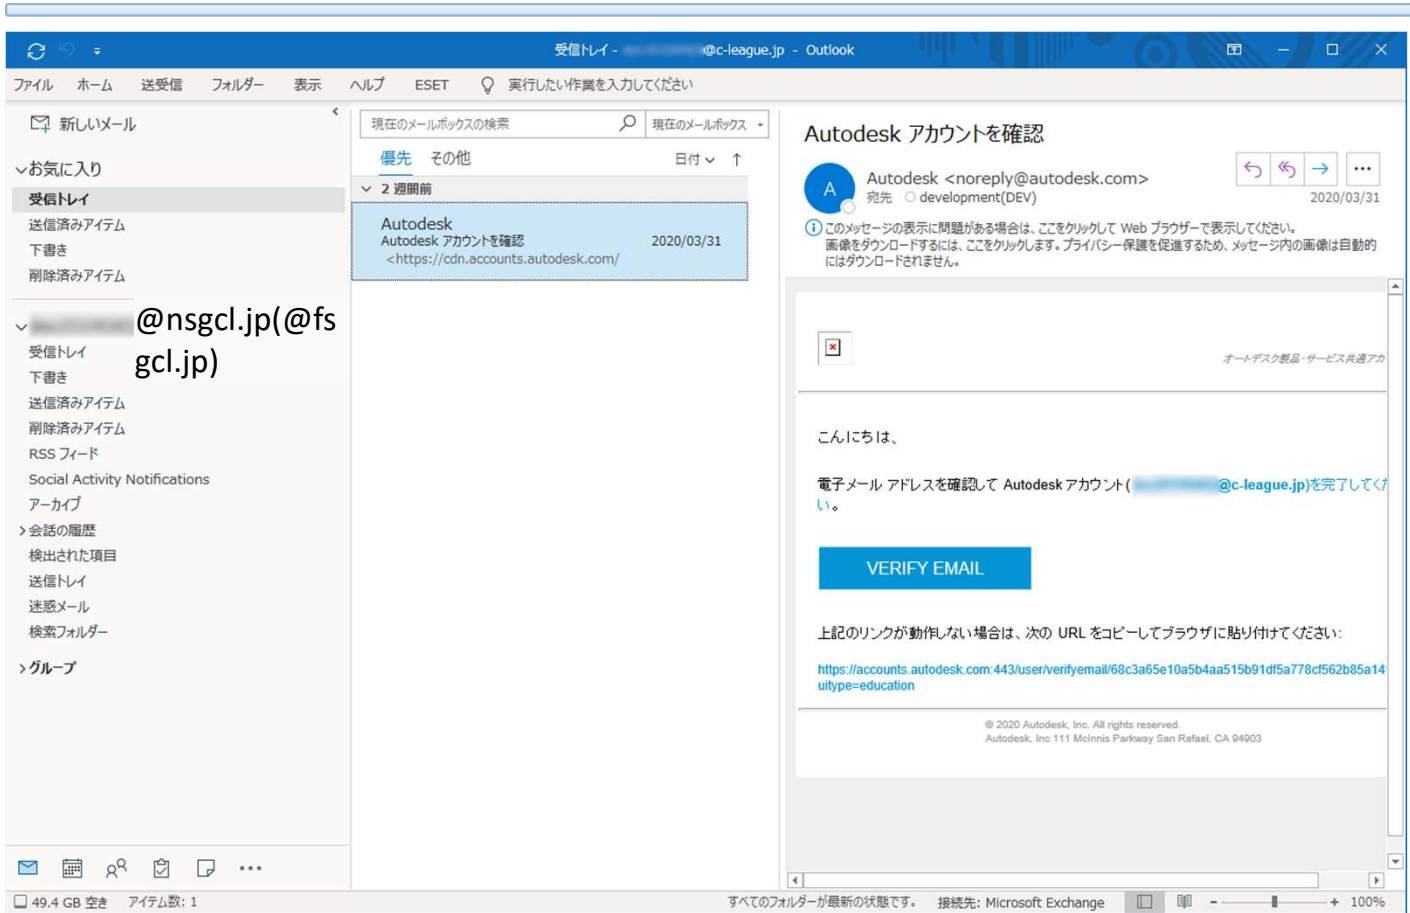 受信トレイ - @c-league.jp - Outlook
ファイル ホーム 送受信 フォルダー 表示 ヘルプ ESET 実行したい作業を入力してください
新しいメール
お気に入り
受信トレイ
送信済みアイテム
下書き
削除済みアイテム
@nsgcl.jp(@fs
gcl.jp)
受信トレイ
下書き
送信済みアイテム
削除済みアイテム
RSS フィード
Social Activity Notifications
アーカイブ
会話の履歴
検出された項目
送信トレイ
迷惑メール
検索フォルダー
グループ
現在のメールボックスの検索 現在のメールボックス
優先 その他 日付 ↑
2 週間前
Autodesk
Autodesk アカウントを確認 2020/03/31
<https://cdn.accounts.autodesk.com/
Autodesk アカウントを確認
A
Autodesk <noreply@autodesk.com>
宛先 development(DEV) 2020/03/31
このメッセージの表示に問題がある場合は、ここをクリックして Web ブラウザーで表示してください。
画像をダウンロードするには、ここをクリックします。プライバシー保護を促進するため、メッセージ内の画像は自動的
にはダウンロードされません。
オートデスク製品・サービス共通アカ
こんにちは、
電子メール アドレスを確認して Autodesk アカウント( @c-league.jp)を完了してくだ
い。
VERIFY EMAIL
上記のリンクが動作しない場合は、次の URL をコピーしてブラウザに貼り付けてください:
https://accounts.autodesk.com:443/user/verifyemail/68c3a65e10a5b4aa515b91df5a778cf562b85a14
uitype=education
© 2020 Autodesk, Inc. All rights reserved.
Autodesk, Inc 111 McInnis Parkway San Rafael, CA 94903
49.4 GB 空き アイテム数: 1
すべてのフォルダーが最新の状態です。 接続先: Microsoft Exchange - + 100%